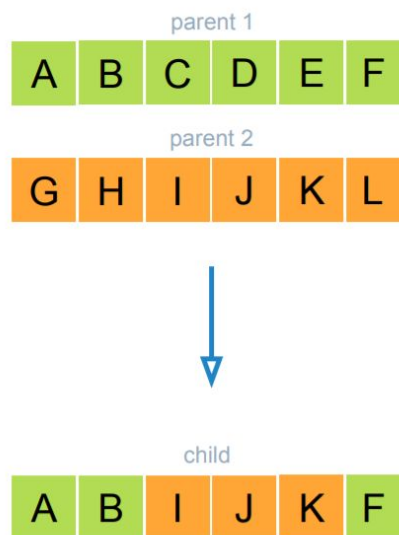 parent 1
A B C D E F
parent 2
G H I J K L
child
A B I J K F